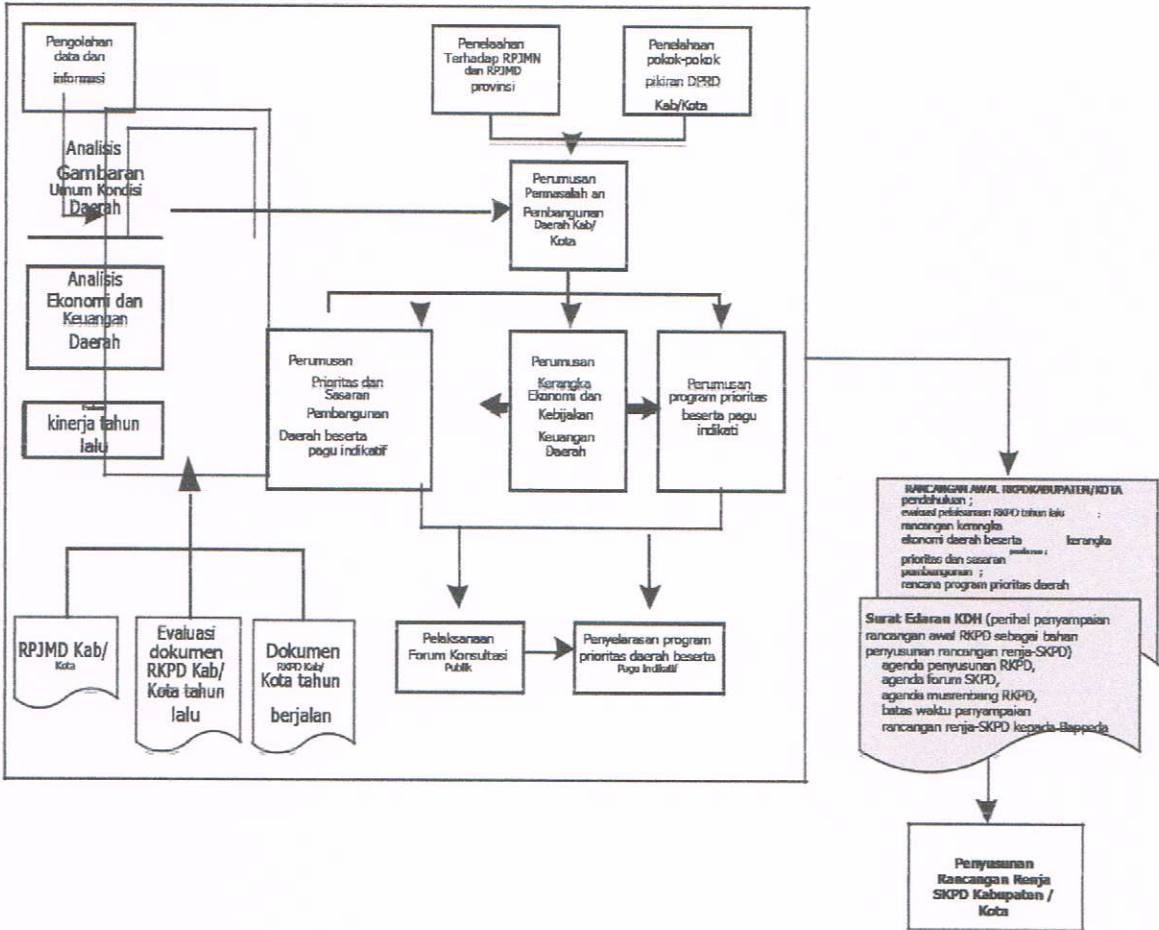 Pengolahan
data dan
informasi
Penelaahan
Terhadap RPJMN
dan RPJMD
provinsi
Penelahaan
pokok-pokok
pikiran DPRD
Kab/Kota
Analisis
Gambaran
Umum Kondisi
Daerah
Perumusan
Permasalah an
Pembangunan
Daerah Kab/
Kota
Analisis
Ekonomi dan
Keuangan
Daerah
kinerja tahun
lalu
Perumusan
Prioritas dan
Sasaran
Pembangunan
Daerah beserta
pagu indikatif
Perumusan
Kerangka
Ekonomi dan
Kebijakan
Keuangan
Daerah
Perumusan
program prioritas
beserta pagu
indikati
RPJMD Kab/
Kota
Evaluasi
dokumen
RKPD Kab/
Kota tahun
lalu
Dokumen
RKPD Kab/
Kota tahun
berjalan
Pelaksanaan
Forum Konsultasi
Publik
Penyelarasan program
prioritas daerah beserta
Pagu Indikatif
RANCANGAN AWAL RKPDKABUPATEN/KOTA
pendahuluan ;
evaluasi pelaksanaan RKPD tahun lalu ;
rancangan kerangka
ekonomi daerah beserta kerangka
prioritas dan sasaran
pembangunun ;
rencana program prioritas daerah
Surat Edaran KDH (perihal penyampaian
rancangan awal RKPD sebagai bahan
penyusunan rancangan renja-SKPD)
agenda penyusunan RKPD,
agenda forum SKPD,
agenda musrenbang RKPD,
batas waktu penyampaian
rancangan renja-SKPD kepada Bappeda
Penyusunan
Rancangan Renja
SKPD Kabupaten /
Kota